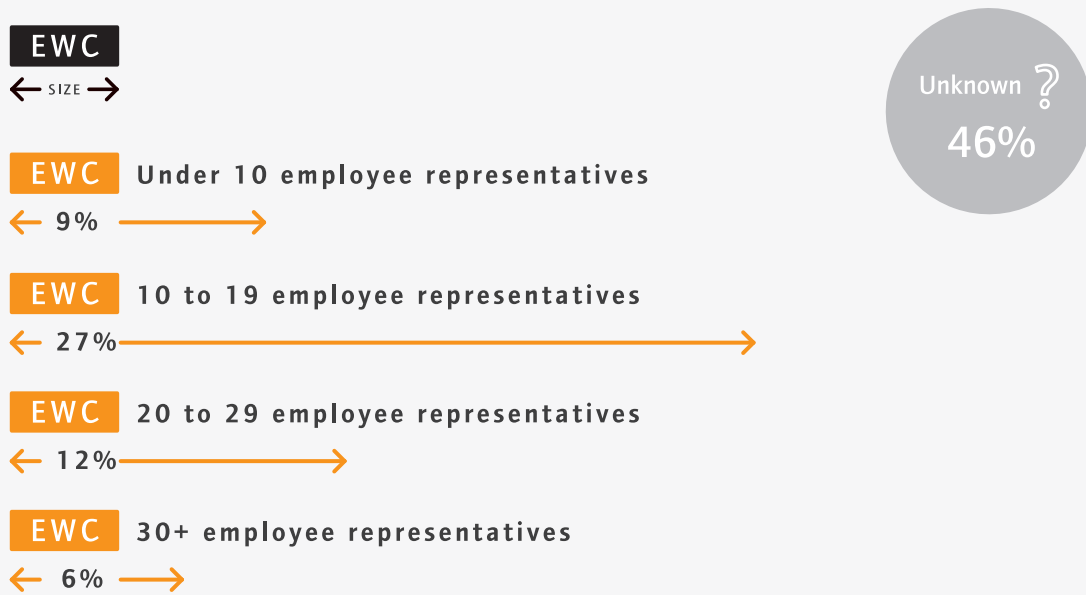 EWC
SIZE
Unknown ?
46%
EWC Under 10 employee representatives
9%
EWC 10 to 19 employee representatives
27%
EWC 20 to 29 employee representatives
12%
EWC 30+ employee representatives
6%